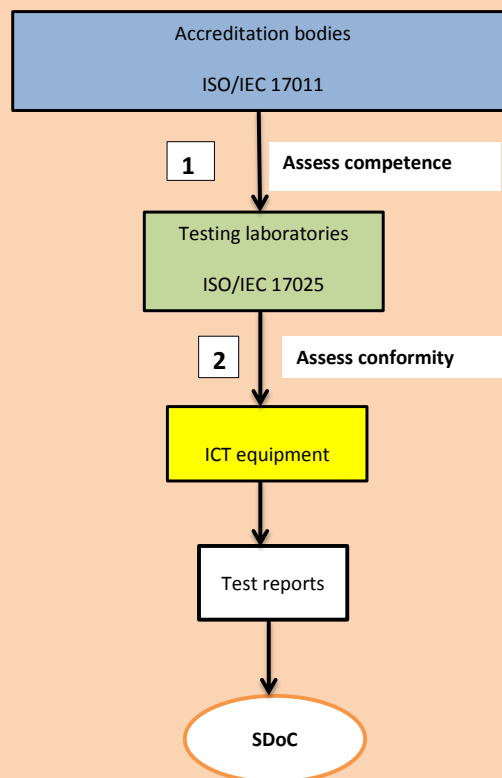 Accreditation bodies
ISO/IEC 17011
1
Assess competence
Testing laboratories
ISO/IEC 17025
2
Assess conformity
ICT equipment
Test reports
SDoC